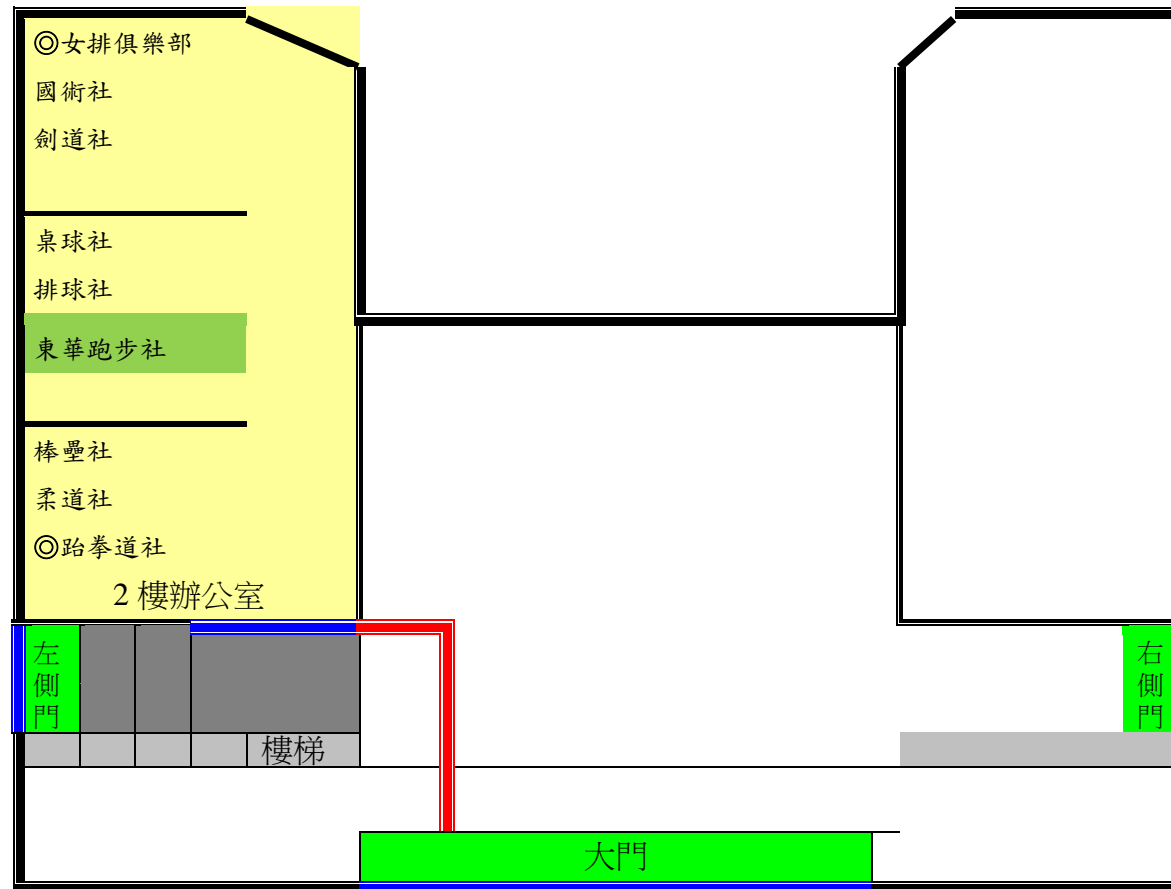 ◎女排俱樂部
國術社
劍道社
桌球社
排球社
東華跑步社
棒壘社
柔道社
◎跆拳道社
2 樓辦公室
左側門
右側門
樓梯
大門